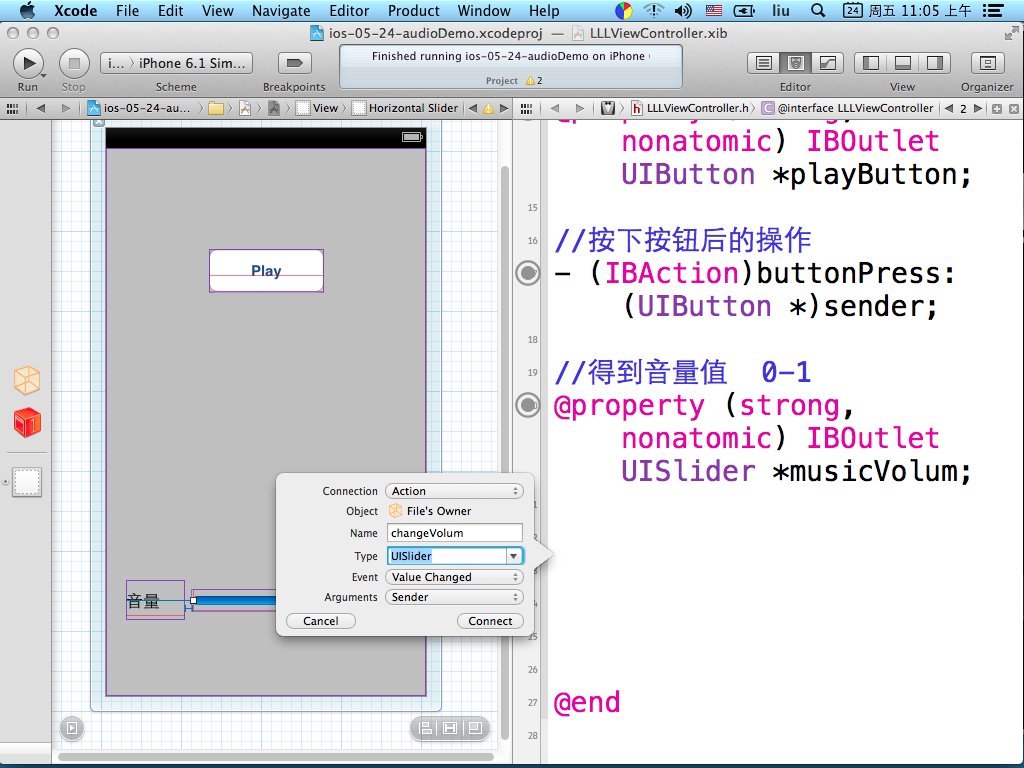 Xcode File Edit View Navigate Editor Product Window Help liu 24 周五 11:05 上午
ios-05-24-audioDemo.xcodeproj — LLLViewController.xib
i... iPhone 6.1 Sim...
Finished running ios-05-24-audioDemo on iPhone
Project 2
Run Stop Scheme Breakpoints Editor View Organizer
ios-05-24-au... View Horizontal Slider
LLLViewController.h @interface LLLViewController 2
nonatomic) IBOutlet
UIButton *playButton;
15
16 //按下按钮后的操作
- (IBAction)buttonPress:
(UIButton *)sender;
18
19 //得到音量值 0-1
@property (strong,
nonatomic) IBOutlet
UISlider *musicVolum;
25
26
27 @end
28
Play
音量
Connection Action
Object File's Owner
Name changeVolum
Type UISlider
Event Value Changed
Arguments Sender
Cancel Connect